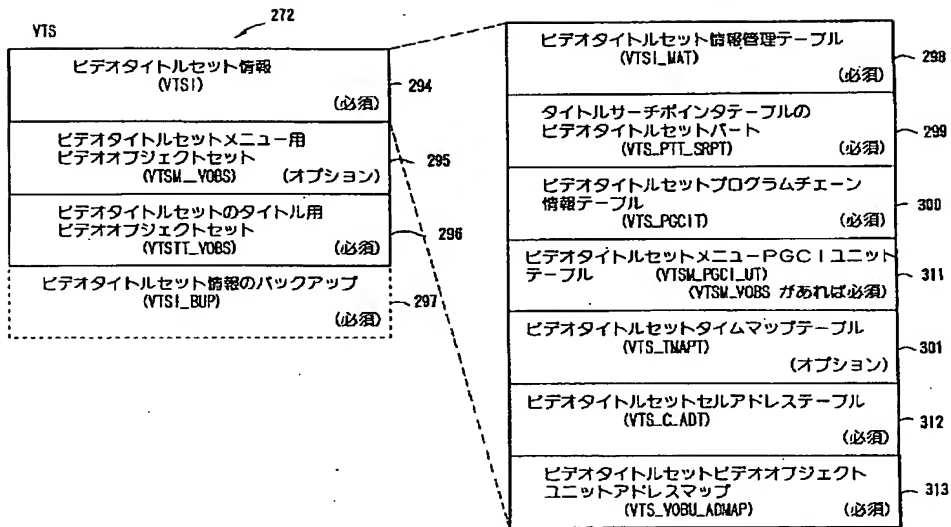 VTS
272
ビデオタイトルセット情報
(VTSI)
(必須)
294
ビデオタイトルセットメニュー用
ビデオオブジェクトセット
(VTSM_VOBS) (オプション)
295
ビデオタイトルセットのタイトル用
ビデオオブジェクトセット
(VTSTT_VOBS) (必須)
296
ビデオタイトルセット情報のバックアップ
(VTSI_BUP)
(必須)
297
ビデオタイトルセット情報管理テーブル
(VTSI_MAT)
(必須)
298
タイトルサーチポインタテーブルの
ビデオタイトルセットパート
(VTS_PTT_SRPT) (必須)
299
ビデオタイトルセットプログラムチェーン
情報テーブル
(VTS_PGCIT) (必須)
300
ビデオタイトルセットメニューPGCIユニット
テーブル (VTSM_PGCI_UT)
(VTSM_VOBS があれば必須)
311
ビデオタイトルセットタイムマップテーブル
(VTS_TMAPT)
(オプション)
301
ビデオタイトルセットセルアドレステーブル
(VTS_C_ADT)
(必須)
312
ビデオタイトルセットビデオオブジェクト
ユニットアドレスマップ
(VTS_VOBU_ADMAP) (必須)
313